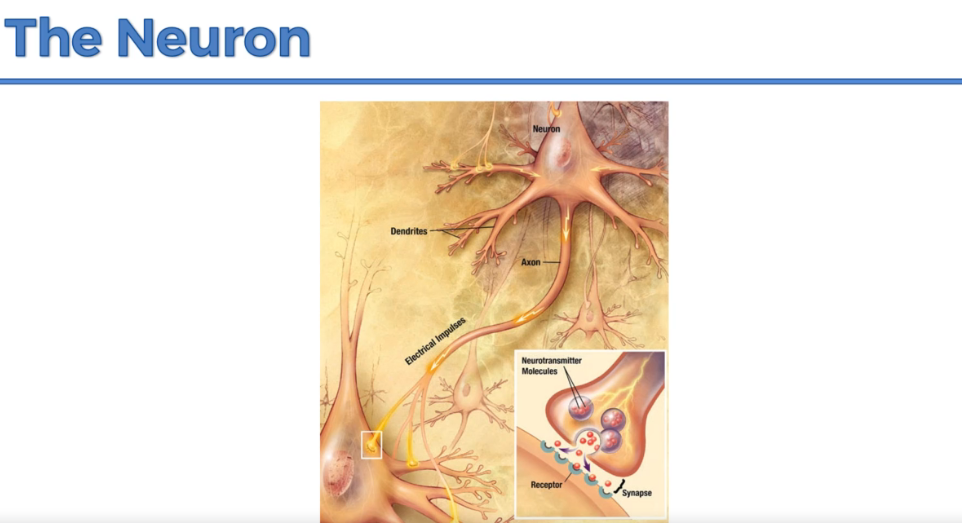 The Neuron
Neuron
Dendrites
Axon
Electrical Impulses
Neurotransmitter
Molecules
Receptor
Synapse